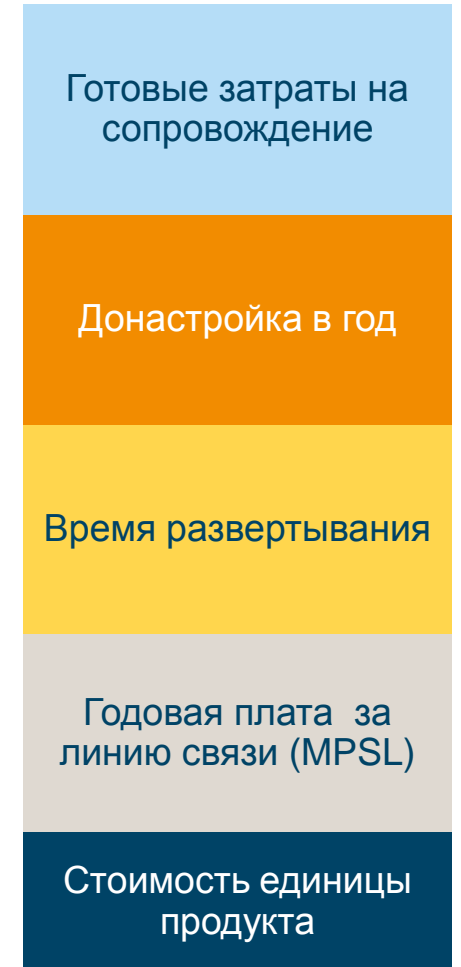 Готовые затраты на
сопровождение
Донастройка в год
Время развертывания
Годовая плата  за
линию связи (MPSL)
Стоимость единицы
продукта